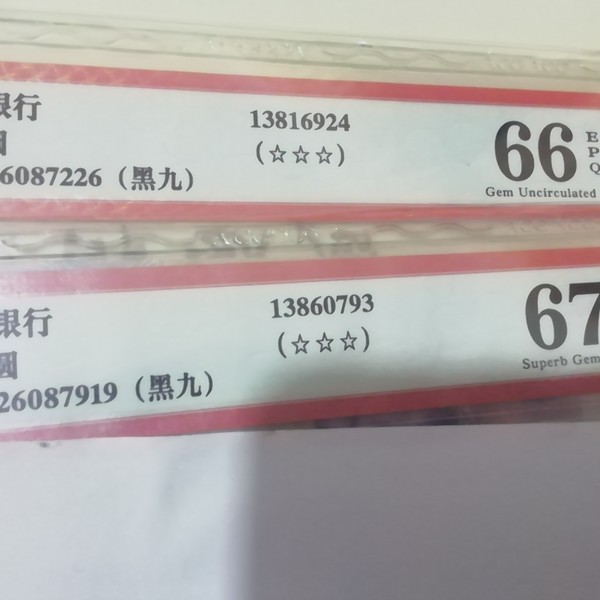 银行
圆
6087226（黑九）
13816924
(☆☆☆)
66
E
P
Q
Gem Uncirculated
银行
圆
26087919（黑九）
13860793
(☆☆☆)
67
Superb Gem